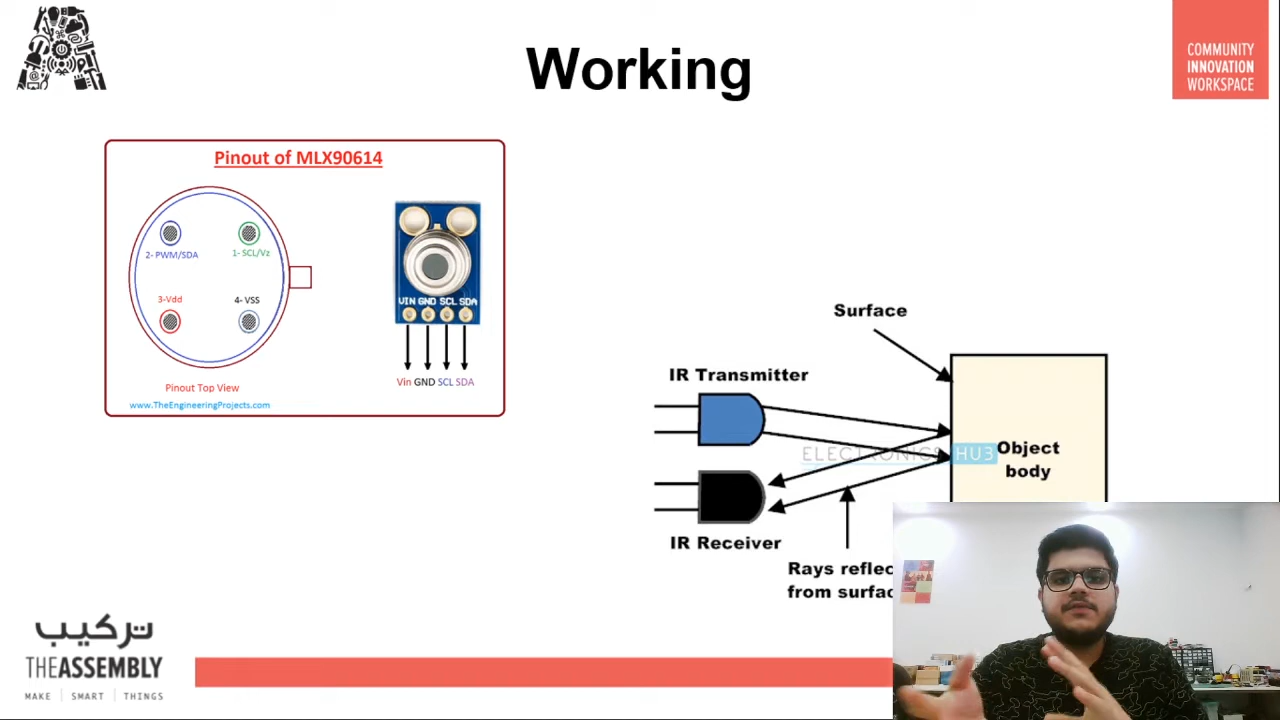 Working
COMMUNITY
INNOVATION
WORKSPACE
Pinout of MLX90614
2- PWM/SDA
1- SCL/Vz
3-Vdd
4- VSS
Pinout Top View
www.TheEngineeringProjects.com
VIN GND SCL SDA
Vin GND SCL SDA
Surface
IR Transmitter
ELECTRONICS HUB
Object
body
IR Receiver
Rays reflec
from surfac
تركيب
THEASSEMBLY
MAKE | SMART | THINGS